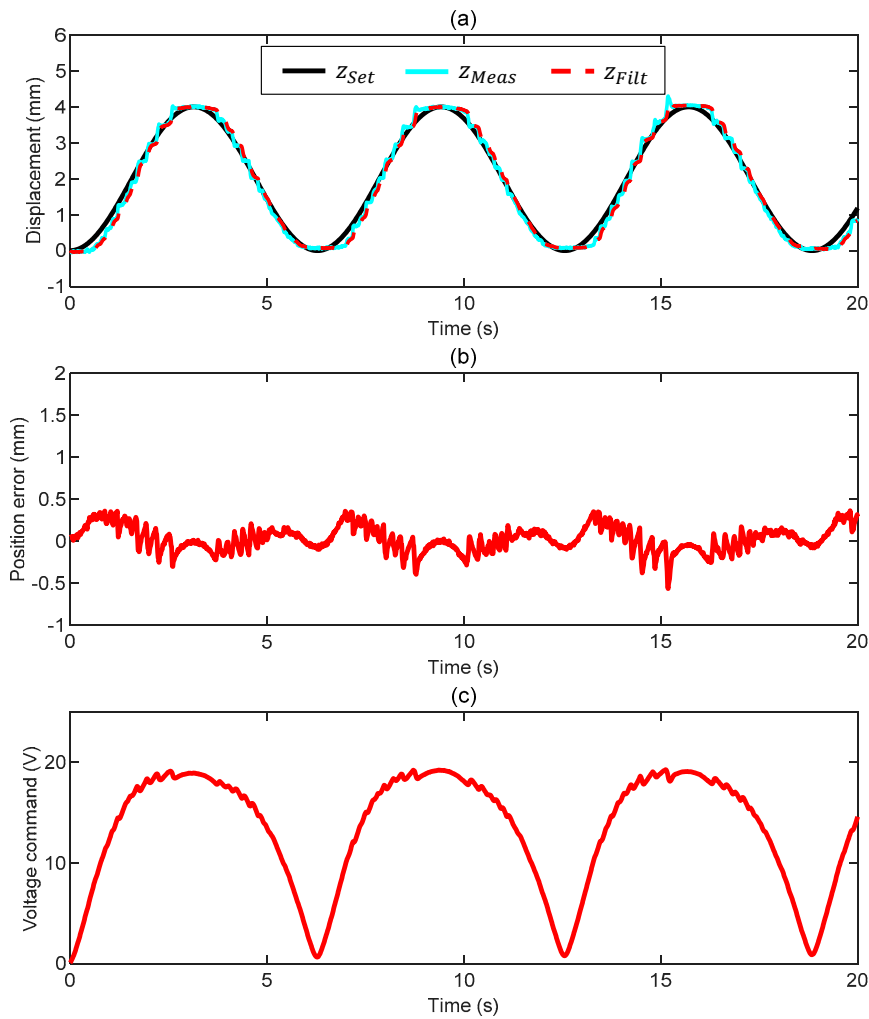 (a)
Displacement (mm)
6
5
4
3
2
1
0
-1
z_Set z_Meas z_Filt
0 5 10 15 20
Time (s)
(b)
Position error (mm)
2
1.5
1
0.5
0
-0.5
-1
0 5 10 15 20
Time (s)
(c)
Voltage command (V)
20
10
0
0 5 10 15 20
Time (s)